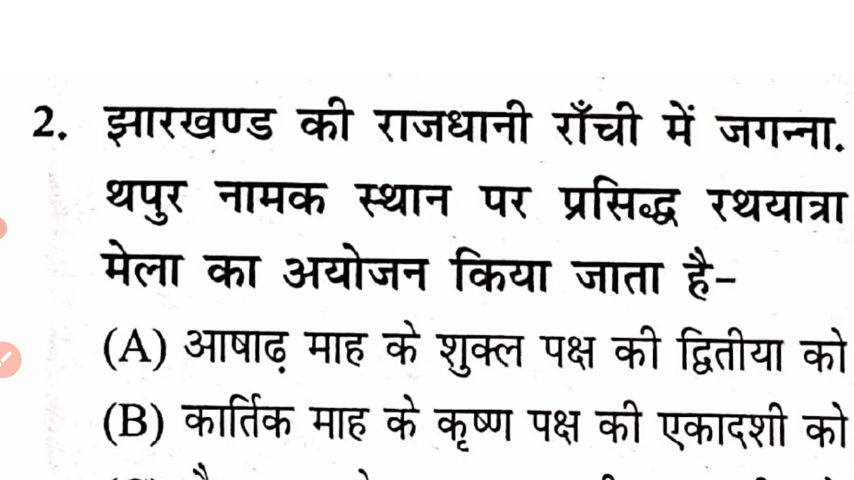 2. झारखण्ड की राजधानी राँची में जगन्ना.
थपुर नामक स्थान पर प्रसिद्ध रथयात्रा
मेला का अयोजन किया जाता है-
(A) आषाढ़ माह के शुक्ल पक्ष की द्वितीया को
(B) कार्तिक माह के कृष्ण पक्ष की एकादशी को